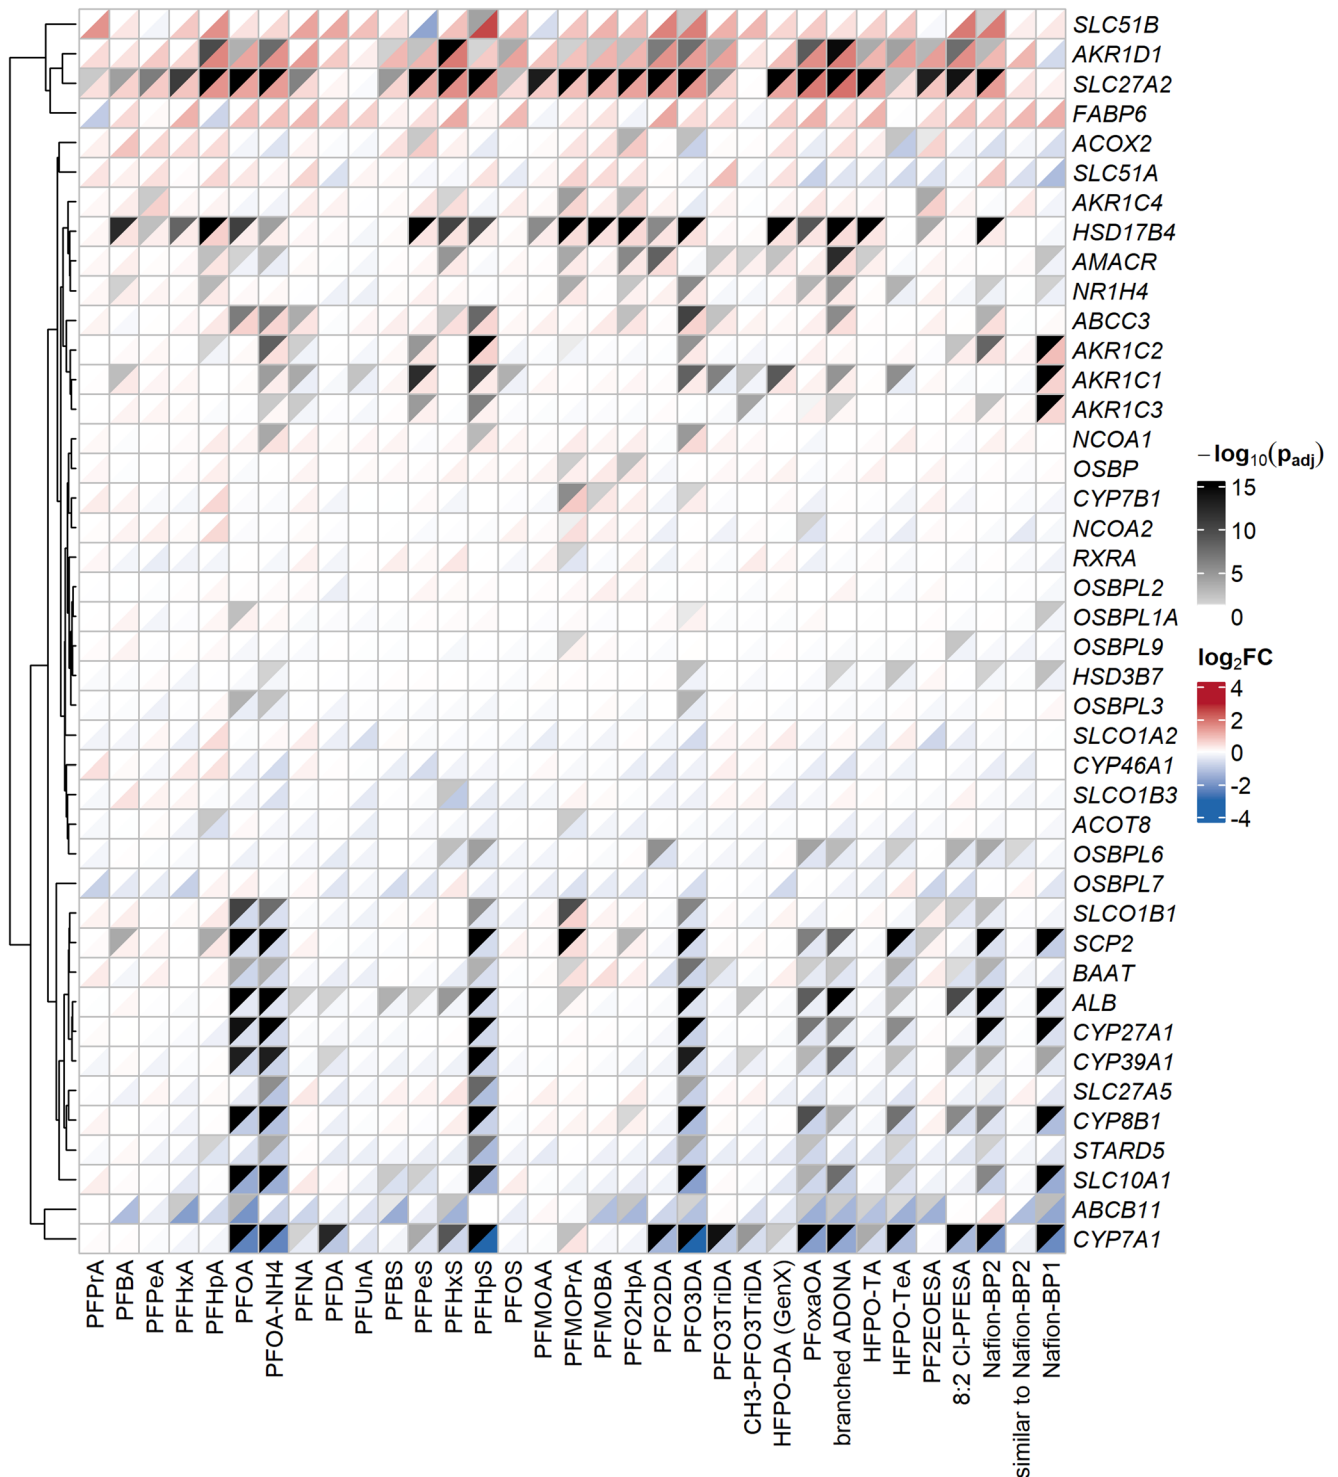 SLC51B
AKR1D1
SLC27A2
FABP6
ACOX2
SLC51A
AKR1C4
HSD17B4
AMACR
NR1H4
ABCC3
AKR1C2
AKR1C1
AKR1C3
NCOA1
OSBP
CYP7B1
NCOA2
RXRA
OSBPL2
OSBPL1A
OSBPL9
HSD3B7
OSBPL3
SLCO1A2
CYP46A1
SLCO1B3
ACOT8
OSBPL6
OSBPL7
SLCO1B1
SCP2
BAAT
ALB
CYP27A1
CYP39A1
SLC27A5
CYP8B1
STARD5
SLC10A1
ABCB11
CYP7A1
−log10(padj)
15
10
5
0
log2FC
4
2
0
-2
-4
PFPrA
PFBA
PFPeA
PFHxA
PFHpA
PFOA
PFOA-NH4
PFNA
PFDA
PFUnA
PFBS
PFPeS
PFHxS
PFHpS
PFOS
PFMOAA
PFMOPrA
PFMOBA
PFO2HpA
PFO2DA
PFO3DA
PFO3TriDA
CH3-PFO3TriDA
HFPO-DA (GenX)
PFoxaOA
branched ADONA
HFPO-TA
HFPO-TeA
PF2EOESA
8:2 Cl-PFESA
Nafion-BP2
similar to Nafion-BP2
Nafion-BP1